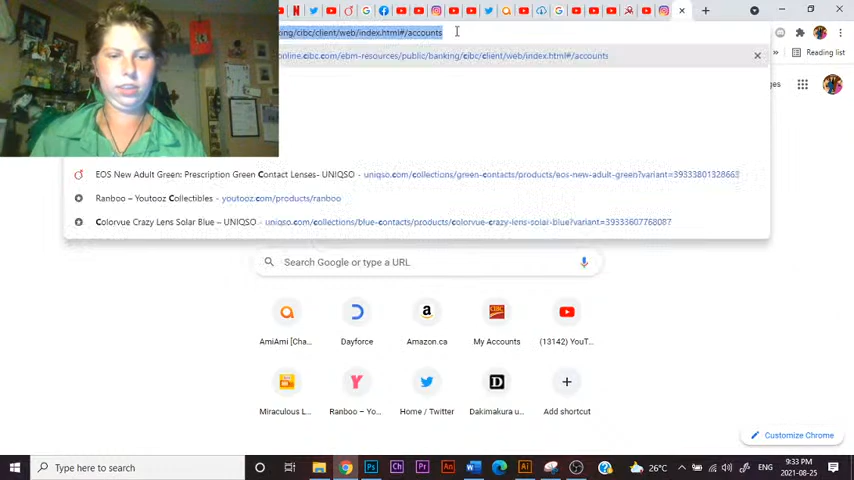 ong/cibc/client/web/index.html#/accounts
Reading list
online.cibc.com/ebm-resources/public/banking/cibc/client/web/index.html#/accounts
EOS New Adult Green: Prescription Green Contact Lenses- UNIQSO - uniqso.com/collections/green-contacts/products/eos-new-adult-green?variant=39333801328663
Ranboo – Youtooz Collectibles - youtooz.com/products/ranboo
Colorvue Crazy Lens Solar Blue – UNIQSO - uniqso.com/collections/blue-contacts/products/colorvue-crazy-lens-solar-blue?variant=39333607768087
Search Google or type a URL
AmiAmi [Cha... Dayforce Amazon.ca My Accounts (13142) YouT...
Miraculous L... Ranboo – Yo... Home / Twitter Dakimakura u... Add shortcut
Customize Chrome
Type here to search
26°C
ENG
9:33 PM
2021-08-25